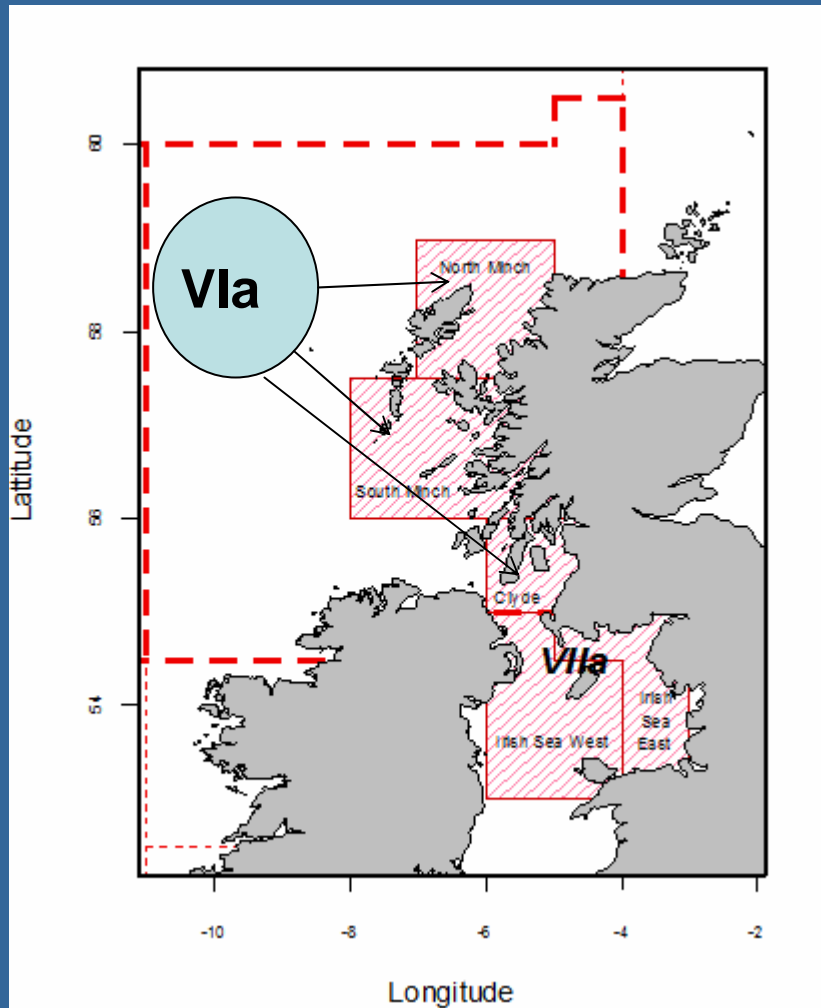 60
58
56
54
Lattitude
VIa
North Minch
South Minch
Clyde
VIIa
Irish Sea West
Irish
Sea
East
-10
-8
-6
-4
-2
Longitude